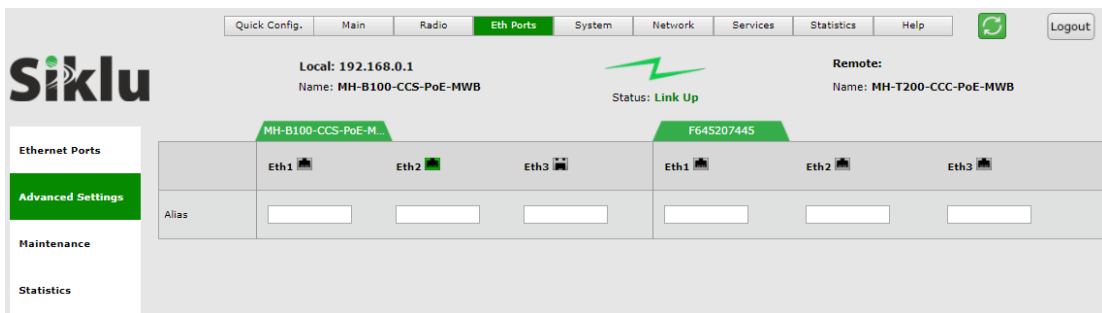 Quick Config. Main Radio Eth Ports System Network Services Statistics Help Logout
Siklu
Local: 192.168.0.1
Name: MH-B100-CCS-PoE-MWB
Status: Link Up
Remote:
Name: MH-T200-CCC-PoE-MWB
Ethernet Ports
Advanced Settings
Maintenance
Statistics
MH-B100-CCS-PoE-M... F645207445
Eth1 Eth2 Eth3 Eth1 Eth2 Eth3
Alias